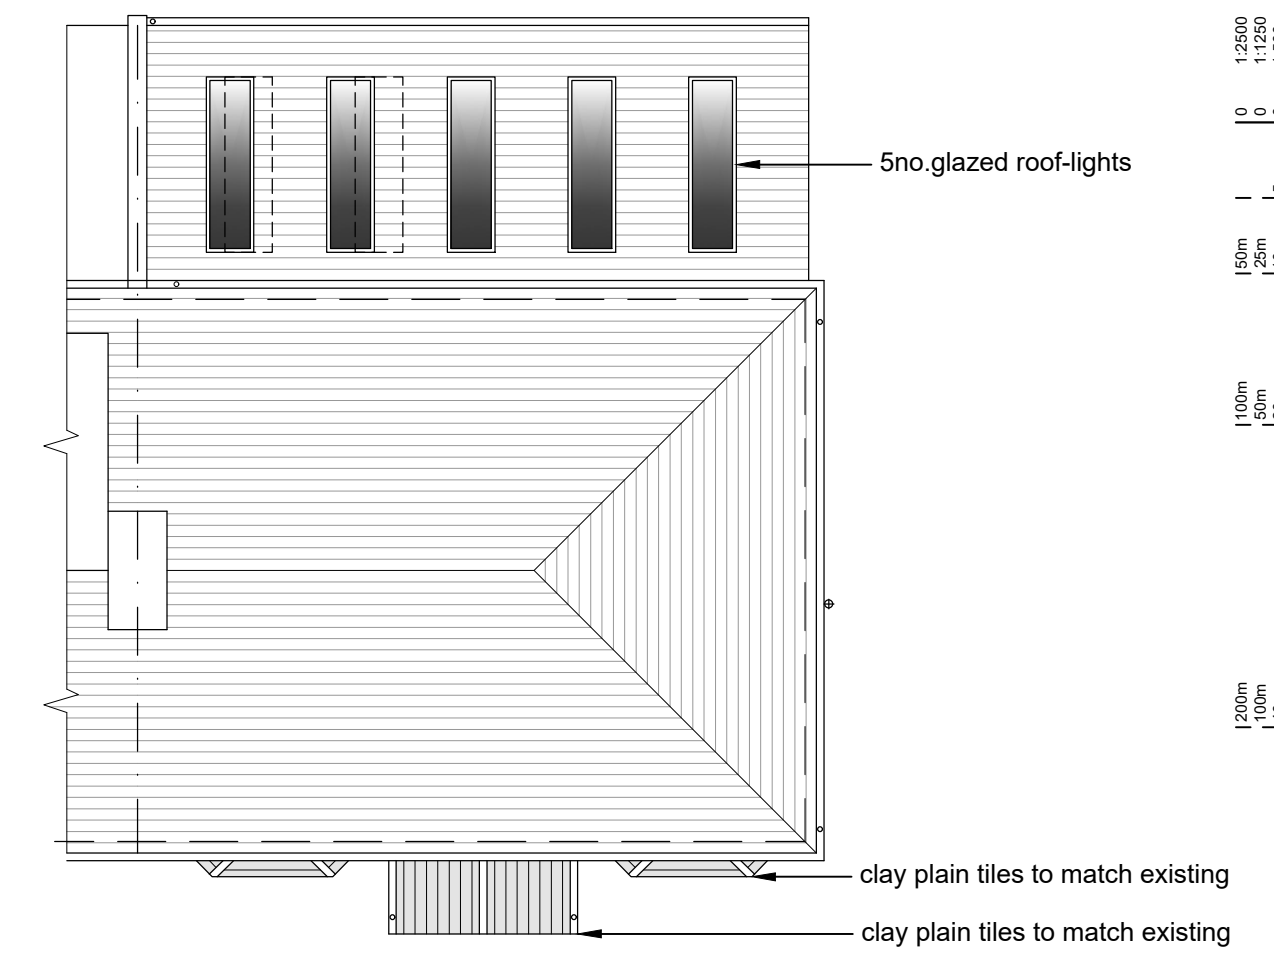 5no.glazed roof-lights
clay plain tiles to match existing
clay plain tiles to match existing
1:2500
1:1250
0
0
50m
25m
100m
50m
200m
100m